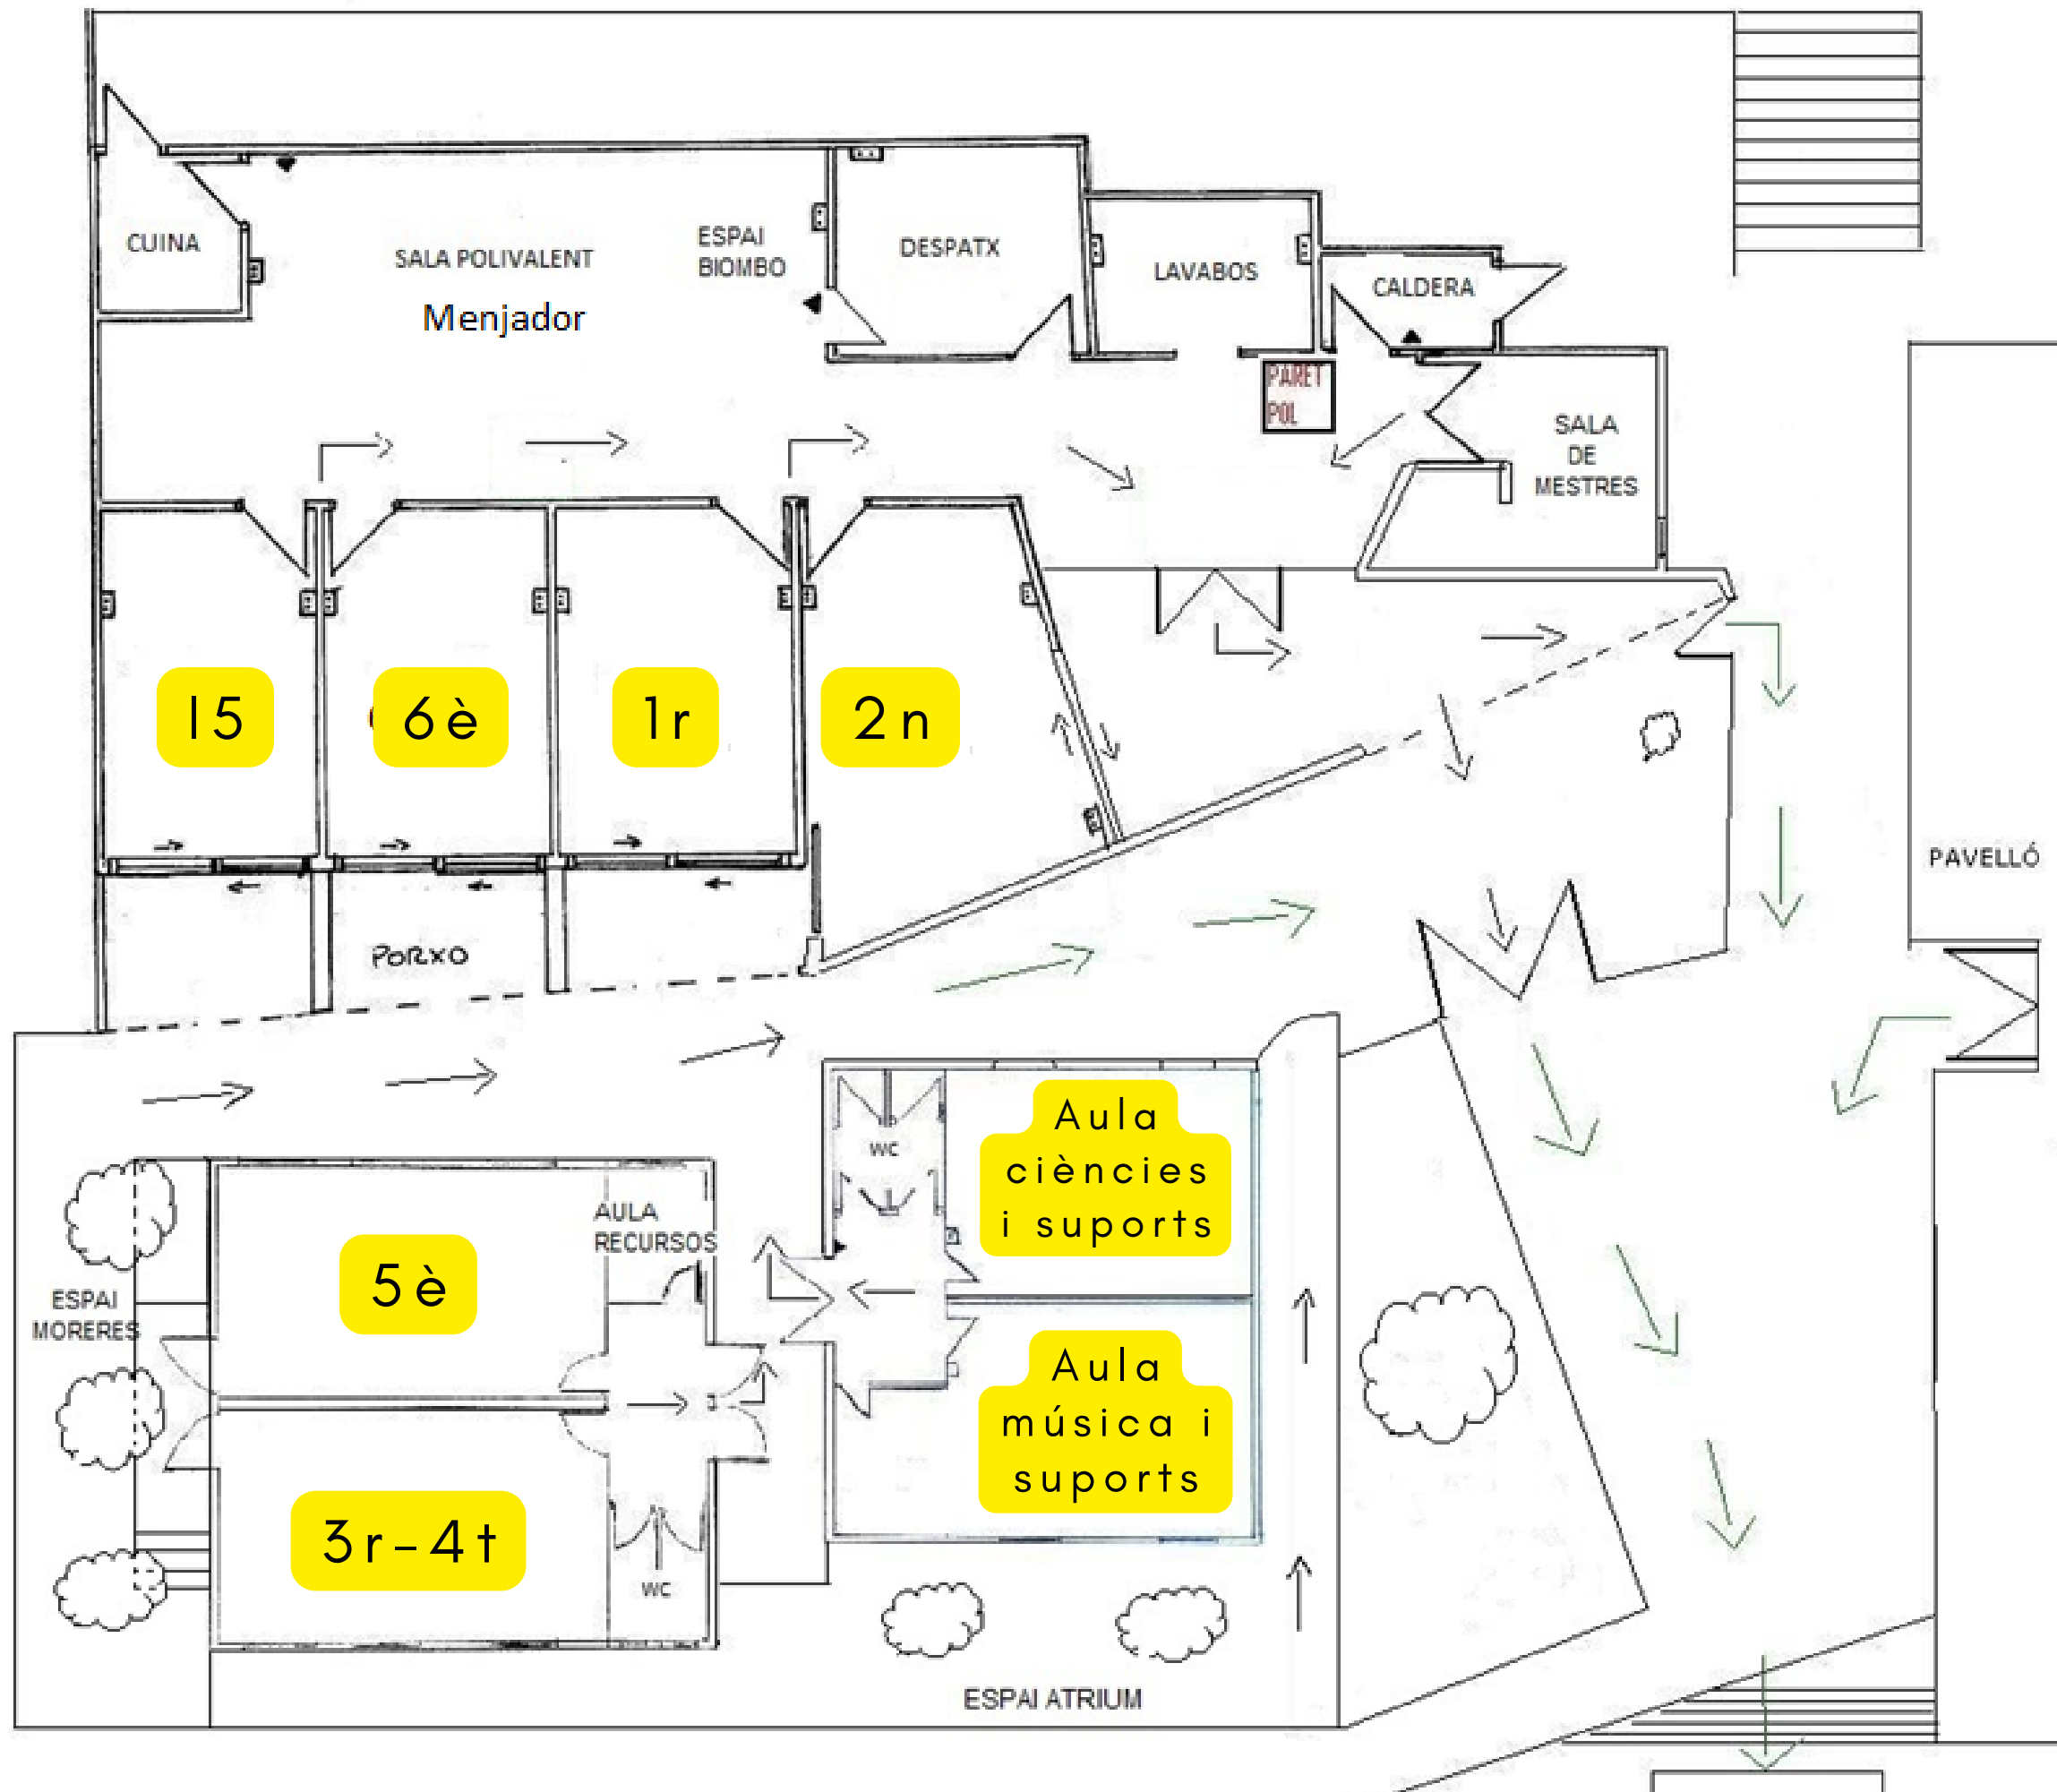 CUINA
SALA POLIVALENT
Menjador
ESPAI
BIOMBO
DESPATX
LAVABOS
CALDERA
PARET
POL
SALA
DE
MESTRES
I5
6è
1r
2n
PORXO
PAVELLÓ
WC
Aula
ciències
i suports
AULA
RECURSOS
5è
ESPAI
MORERES
Aula
música i
suports
3r-4t
WC
ESPAI ATRIUM